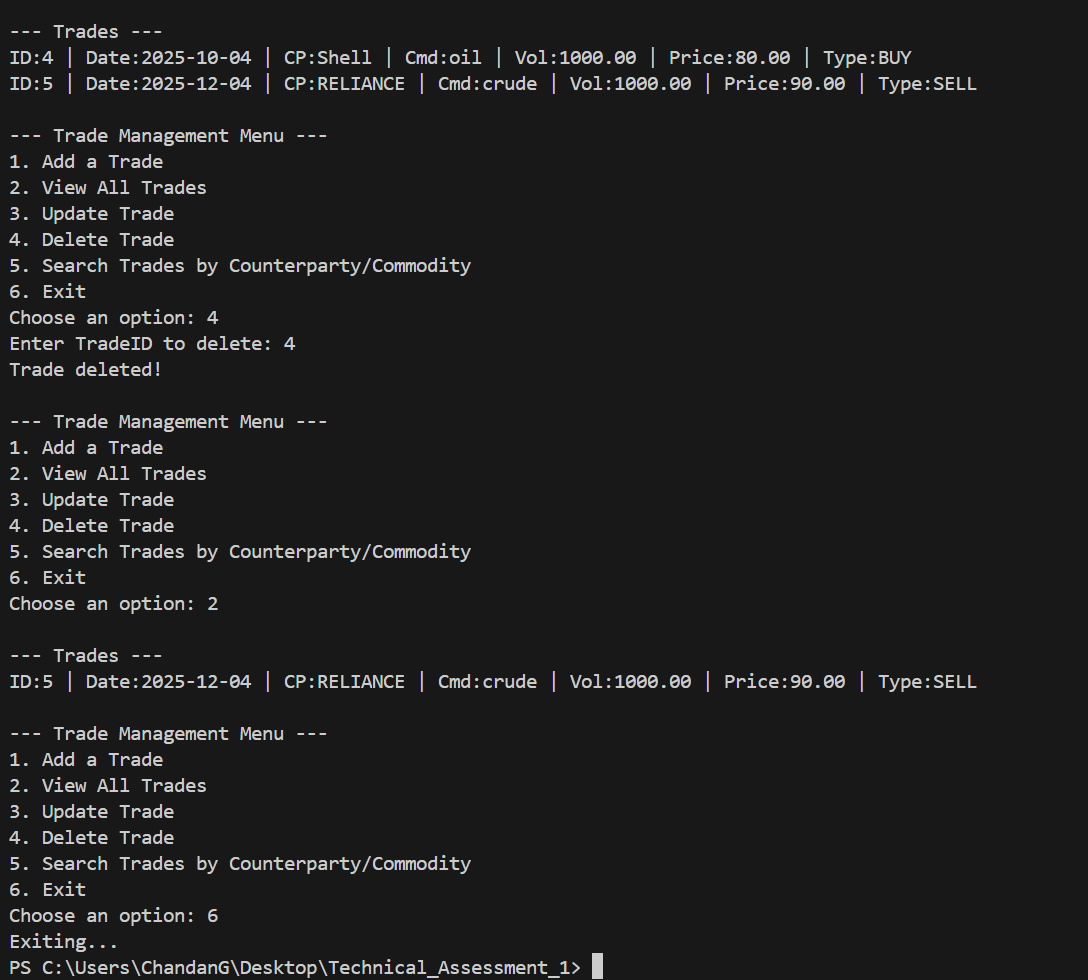 --- Trades ---
ID:4 | Date:2025-10-04 | CP:Shell | Cmd:oil | Vol:1000.00 | Price:80.00 | Type:BUY
ID:5 | Date:2025-12-04 | CP:RELIANCE | Cmd:crude | Vol:1000.00 | Price:90.00 | Type:SELL
--- Trade Management Menu ---
1. Add a Trade
2. View All Trades
3. Update Trade
4. Delete Trade
5. Search Trades by Counterparty/Commodity
6. Exit
Choose an option: 4
Enter TradeID to delete: 4
Trade deleted!
--- Trade Management Menu ---
1. Add a Trade
2. View All Trades
3. Update Trade
4. Delete Trade
5. Search Trades by Counterparty/Commodity
6. Exit
Choose an option: 2
--- Trades ---
ID:5 | Date:2025-12-04 | CP:RELIANCE | Cmd:crude | Vol:1000.00 | Price:90.00 | Type:SELL
--- Trade Management Menu ---
1. Add a Trade
2. View All Trades
3. Update Trade
4. Delete Trade
5. Search Trades by Counterparty/Commodity
6. Exit
Choose an option: 6
Exiting...
PS C:\Users\ChandanG\Desktop\Technical_Assessment_1>